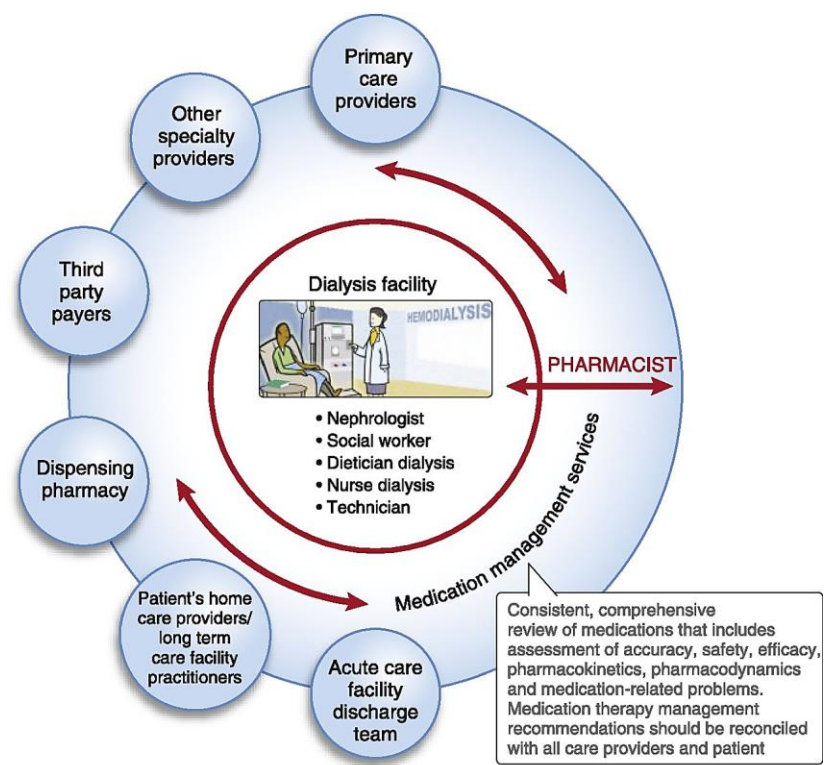 Primary
care
providers
Other
specialty
providers
Third
party
payers
Dispensing
pharmacy
Patient's home
care providers/
long term
care facility
practitioners
Acute care
facility
discharge
team
Dialysis facility
HEMODIALYSIS
• Nephrologist
• Social worker
• Dietician dialysis
• Nurse dialysis
• Technician
PHARMACIST
Medication management services
Consistent, comprehensive
review of medications that includes
assessment of accuracy, safety, efficacy,
pharmacokinetics, pharmacodynamics
and medication-related problems.
Medication therapy management
recommendations should be reconciled
with all care providers and patient